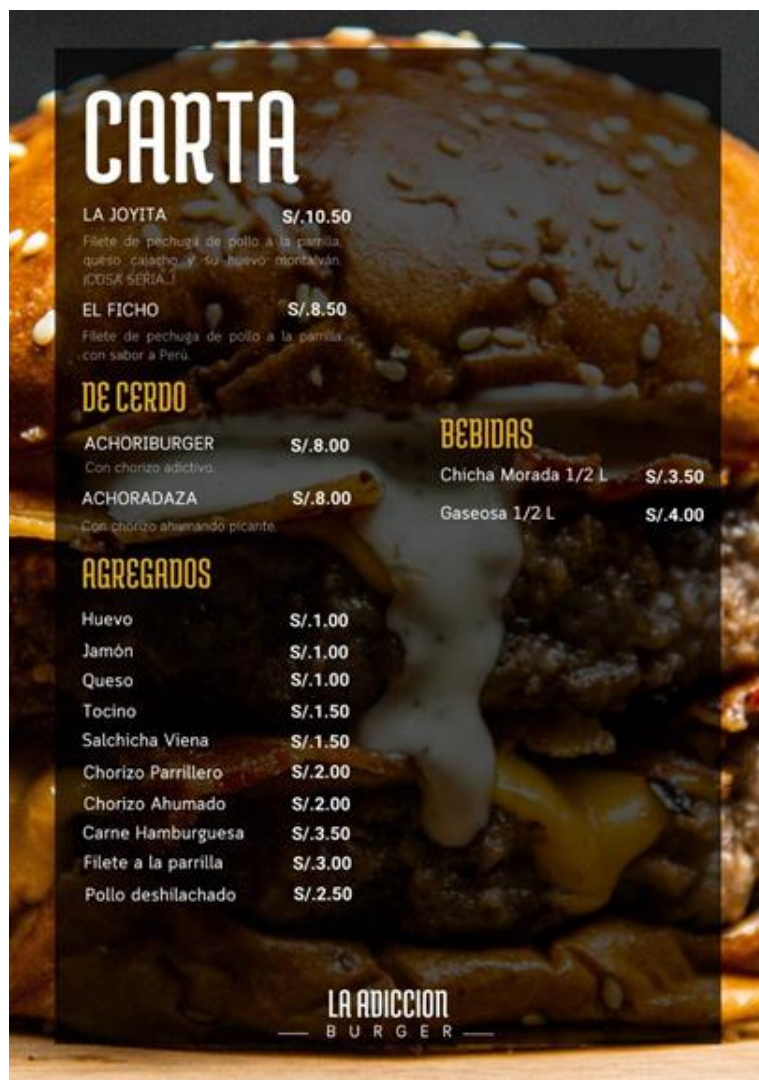 CARTA
LA JOYITA S/.10.50
Filete de pechuga de pollo a la parrilla,
queso cajacho y su huevo montalván.
¡COSA SERIA..!
EL FICHO S/.8.50
Filete de pechuga de pollo a la parrilla
con sabor a Perú.
DE CERDO
ACHORIBURGER S/.8.00
Con chorizo adictivo.
ACHORADAZA S/.8.00
Con chorizo ahumando picante.
AGREGADOS
Huevo S/.1.00
Jamón S/.1.00
Queso S/.1.00
Tocino S/.1.50
Salchicha Viena S/.1.50
Chorizo Parrillero S/.2.00
Chorizo Ahumado S/.2.00
Carne Hamburguesa S/.3.50
Filete a la parrilla S/.3.00
Pollo deshilachado S/.2.50
BEBIDAS
Chicha Morada 1/2 L S/.3.50
Gaseosa 1/2 L S/.4.00
LA ADICCION
BURGER